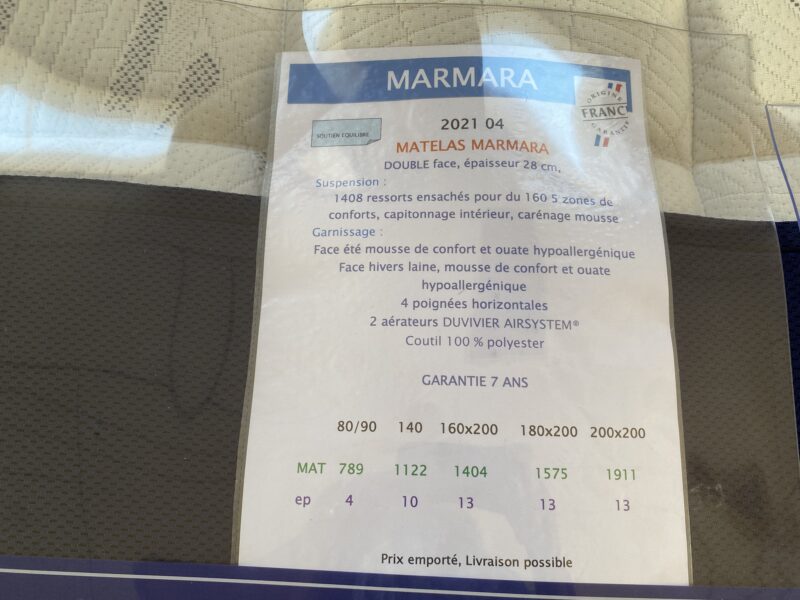 MARMARA
ORIGINE
FRANC
GARANTIE
SOUTIEN EQUILIBRE
2021 04
MATELAS MARMARA
DOUBLE face, épaisseur 28 cm,
Suspension :
1408 ressorts ensachés pour du 160 5 zones de
conforts, capitonnage intérieur, carénage mousse
Garnissage :
Face été mousse de confort et ouate hypoallergénique
Face hivers laine, mousse de confort et ouate
hypoallergénique
4 poignées horizontales
2 aérateurs DUVIVIER AIRSYSTEM®
Coutil 100 % polyester
GARANTIE 7 ANS
80/90 140 160x200 180x200 200x200
MAT 789 1122 1404 1575 1911
ep 4 10 13 13 13
Prix emporté, Livraison possible